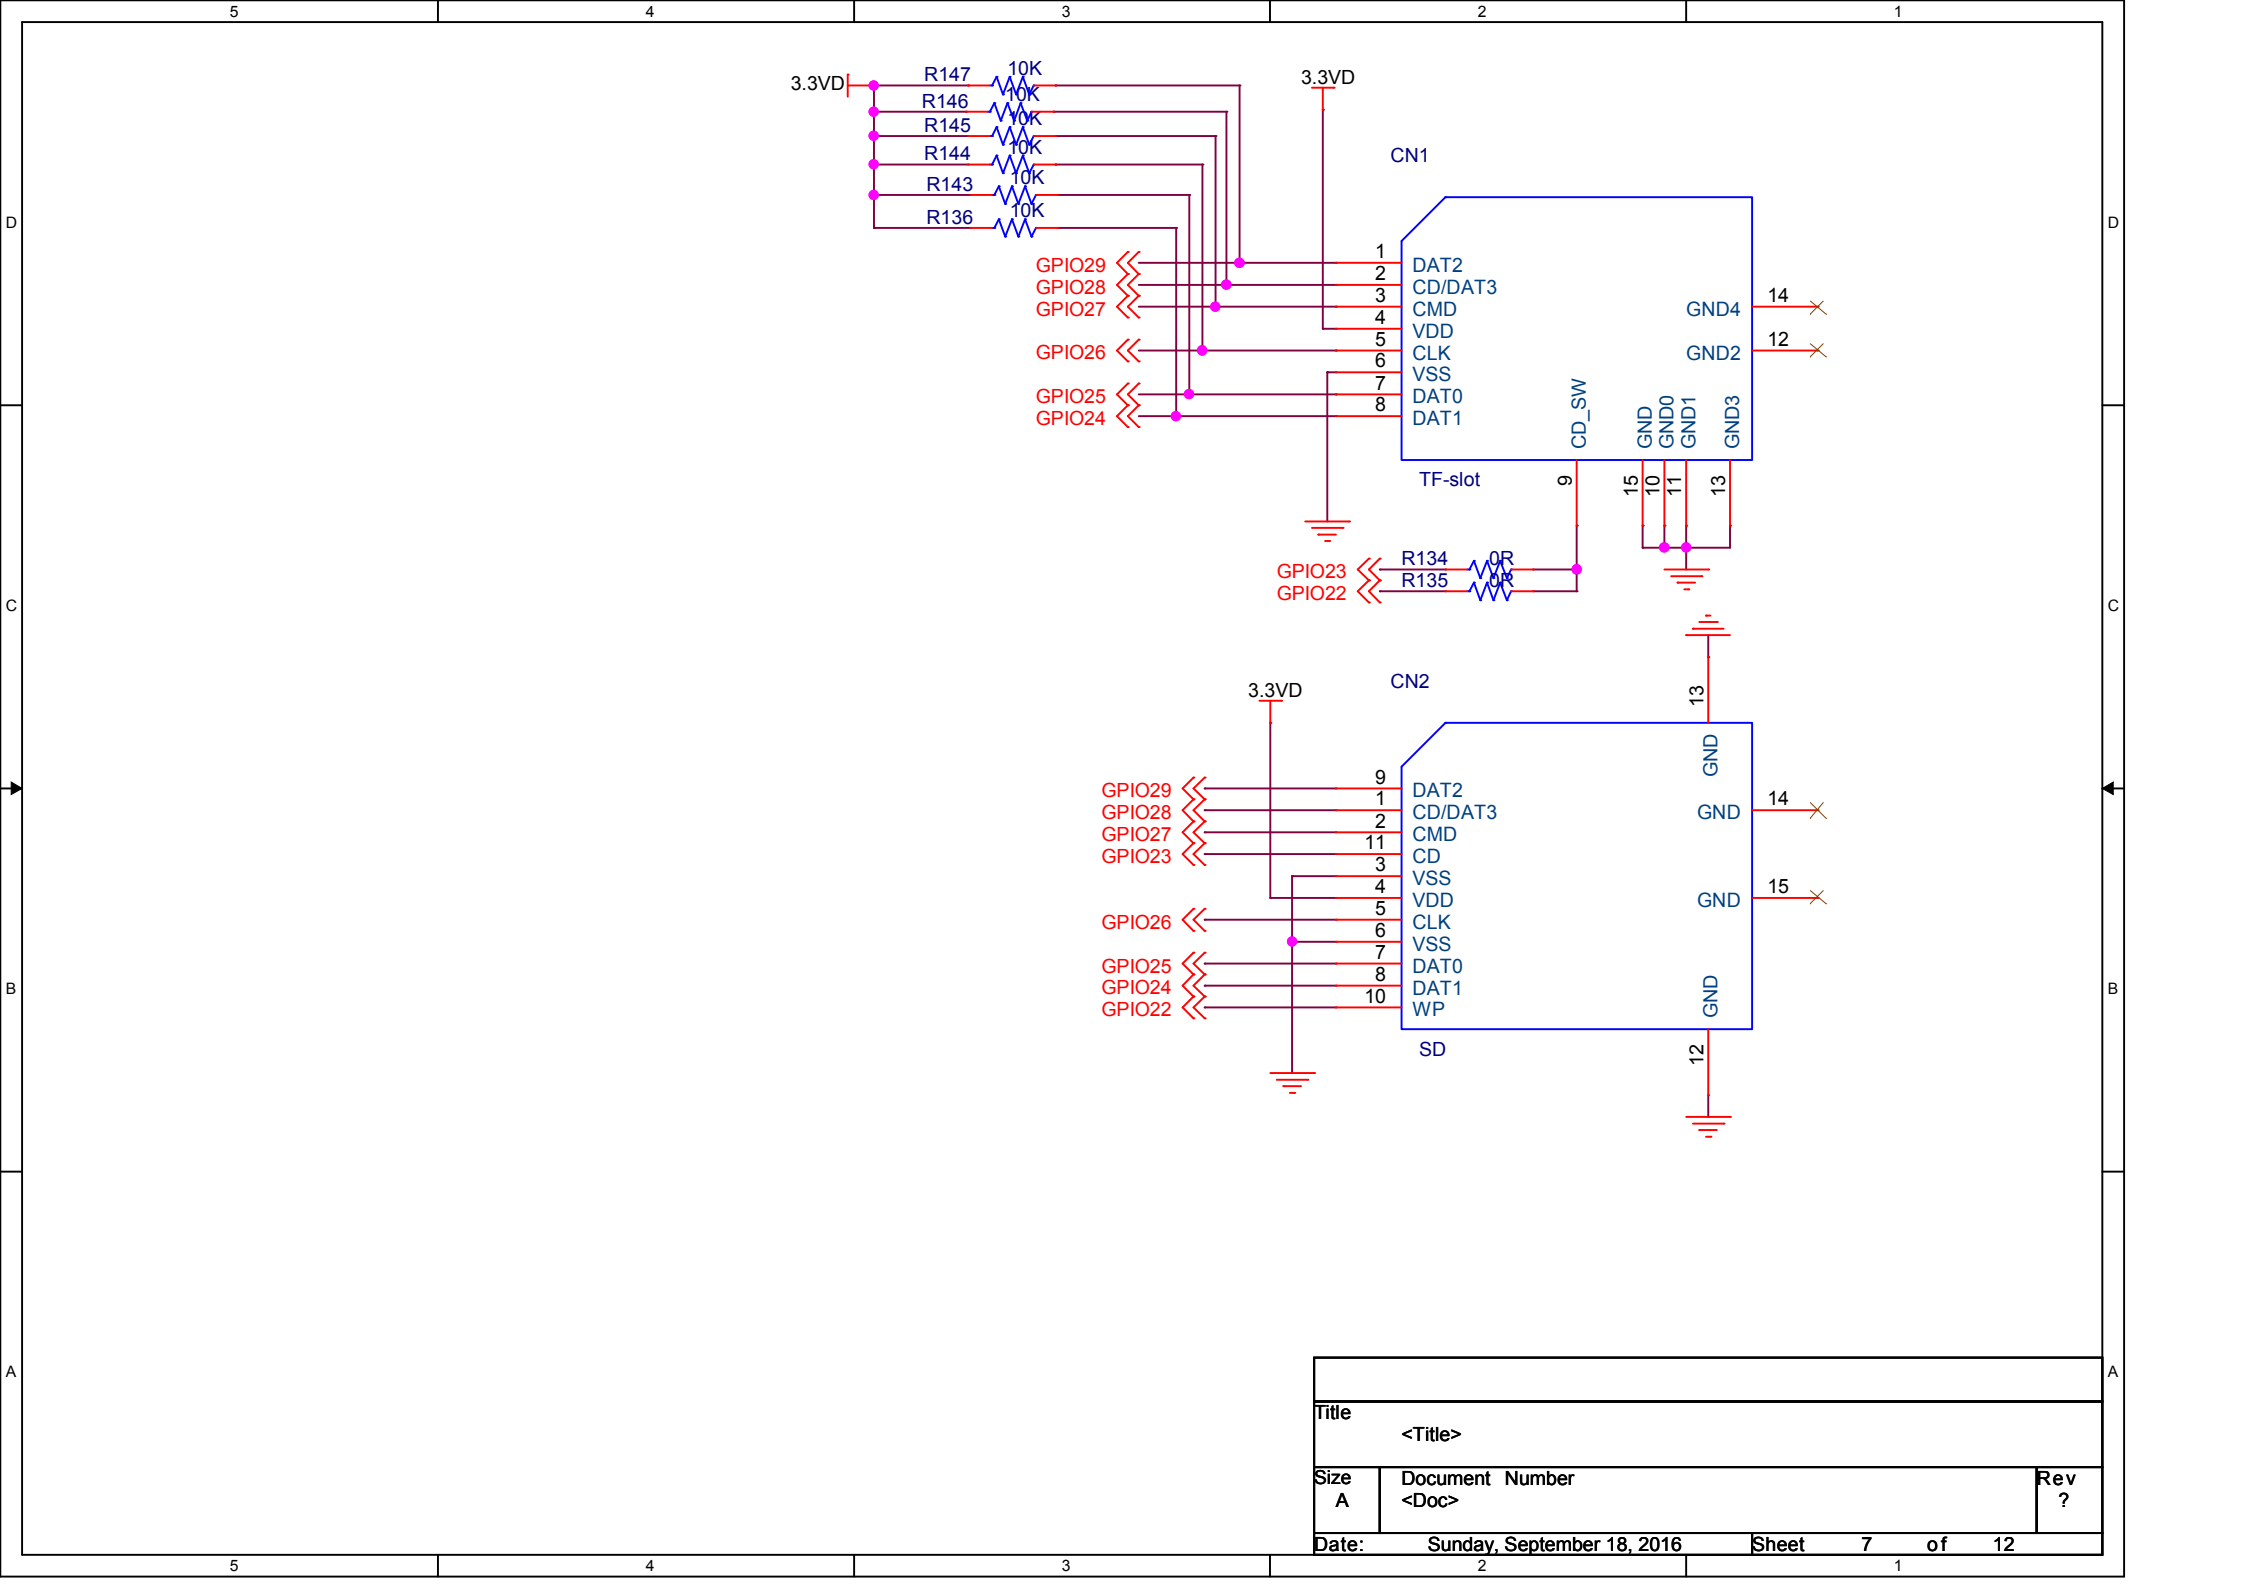 5 4 3 2 1
3.3VD
R147 10K
R146 10K
R145 10K
R144 10K
R143 10K
R136 10K
3.3VD
CN1
D D
GPIO29 1 DAT2
GPIO28 2 CD/DAT3
GPIO27 3 CMD
4 VDD
GPIO26 5 CLK
6 VSS
GPIO25 7 DAT0
GPIO24 8 DAT1
GND4 14
GND2 12
CD_SW GND GND0 GND1 GND3
9 15 10 11 13
TF-slot
GPIO23 R134 0R
GPIO22 R135 0R
C C
3.3VD
CN2
13
GND
GPIO29 9 DAT2
GPIO28 1 CD/DAT3
GPIO27 2 CMD
GPIO23 11 CD
3 VSS
4 VDD
GPIO26 5 CLK
6 VSS
GPIO25 7 DAT0
GPIO24 8 DAT1
GPIO22 10 WP
GND 14
GND 15
GND
12
SD
B B
A A
Title
<Title>
Size Document Number Rev
A <Doc> ?
Date: Sunday, September 18, 2016 Sheet 7 of 12
5 4 3 2 1